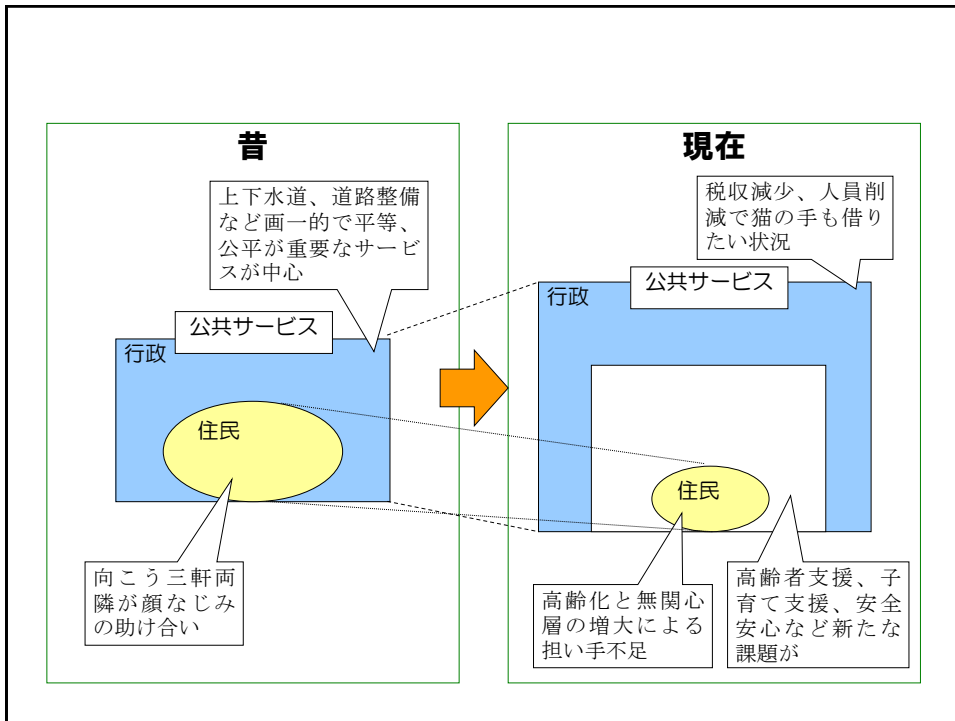 昔
上下水道、道路整備
など画一的で平等、
公平が重要なサービ
スが中心
公共サービス
行政
住民
向こう三軒両
隣が顔なじみ
の助け合い
現在
税収減少、人員削
減で猫の手も借り
たい状況
公共サービス
行政
住民
高齢化と無関心
層の増大による
担い手不足
高齢者支援、子
育て支援、安全
安心など新たな
課題が